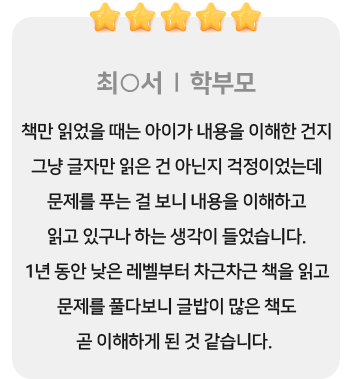 최○서 | 학부모
책만 읽었을 때는 아이가 내용을 이해한 건지
그냥 글자만 읽은 건 아닌지 걱정이었는데
문제를 푸는 걸 보니 내용을 이해하고
읽고 있구나 하는 생각이 들었습니다.
1년 동안 낮은 레벨부터 차근차근 책을 읽고
문제를 풀다보니 글밥이 많은 책도
곧 이해하게 된 것 같습니다.